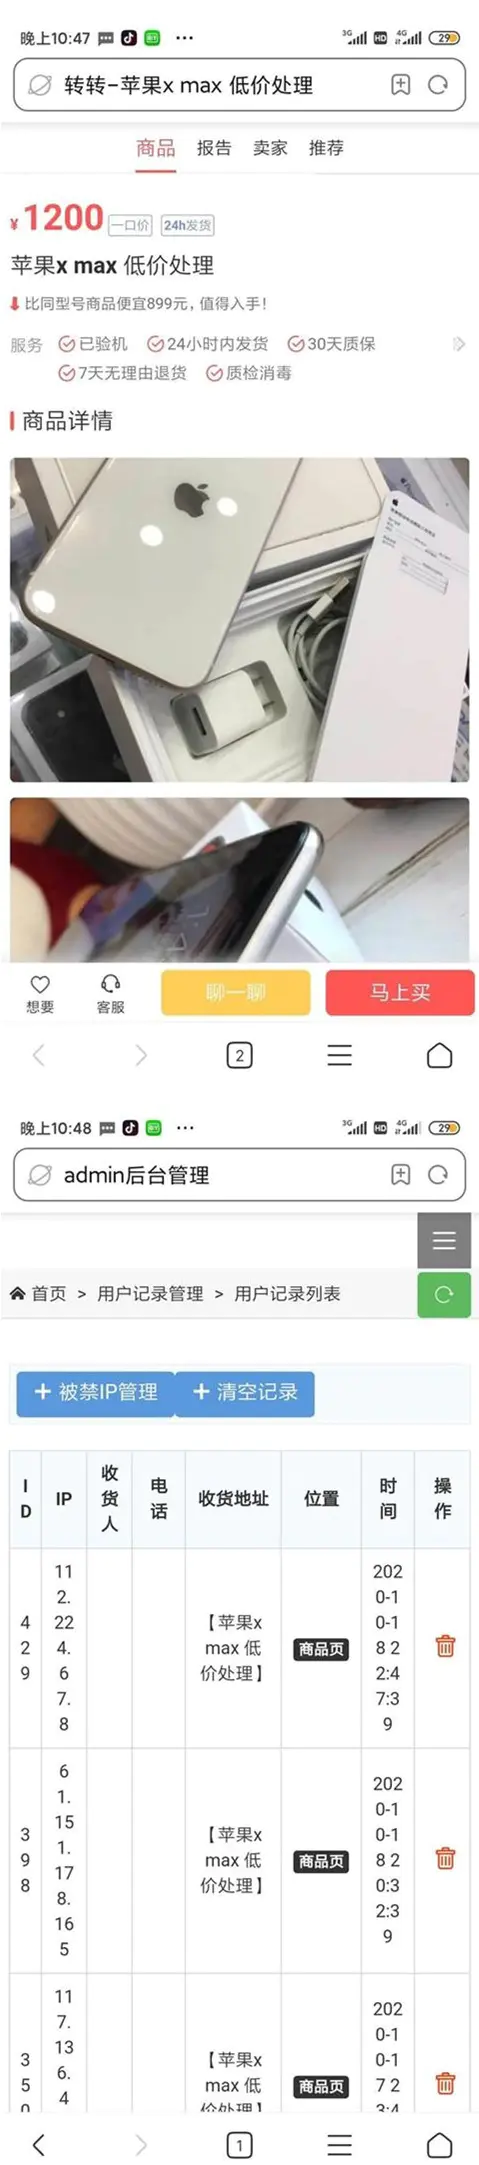 晚上10:47
3G
HD
4G
29
转转-苹果x max 低价处理
商品 报告 卖家 推荐
¥1200 一口价 24h发货
苹果x max 低价处理
比同型号商品便宜899元，值得入手！
服务 已验机 24小时内发货 30天质保
7天无理由退货 质检消毒
商品详情
想要 客服 聊一聊 马上买
2
晚上10:48
3G
HD
4G
29
admin后台管理
首页 > 用户记录管理 > 用户记录列表
+ 被禁IP管理 + 清空记录
ID IP 收货人 电话 收货地址 位置 时间 操作
429 112.224.67.8 【苹果x max 低价处理】 商品页 2020-10-18 22:47:39
398 61.151.178.165 【苹果x max 低价处理】 商品页 2020-10-18 20:32:39
350 117.136.4 【苹果x max 低价处理】 商品页 2020-10-17 23:4
1